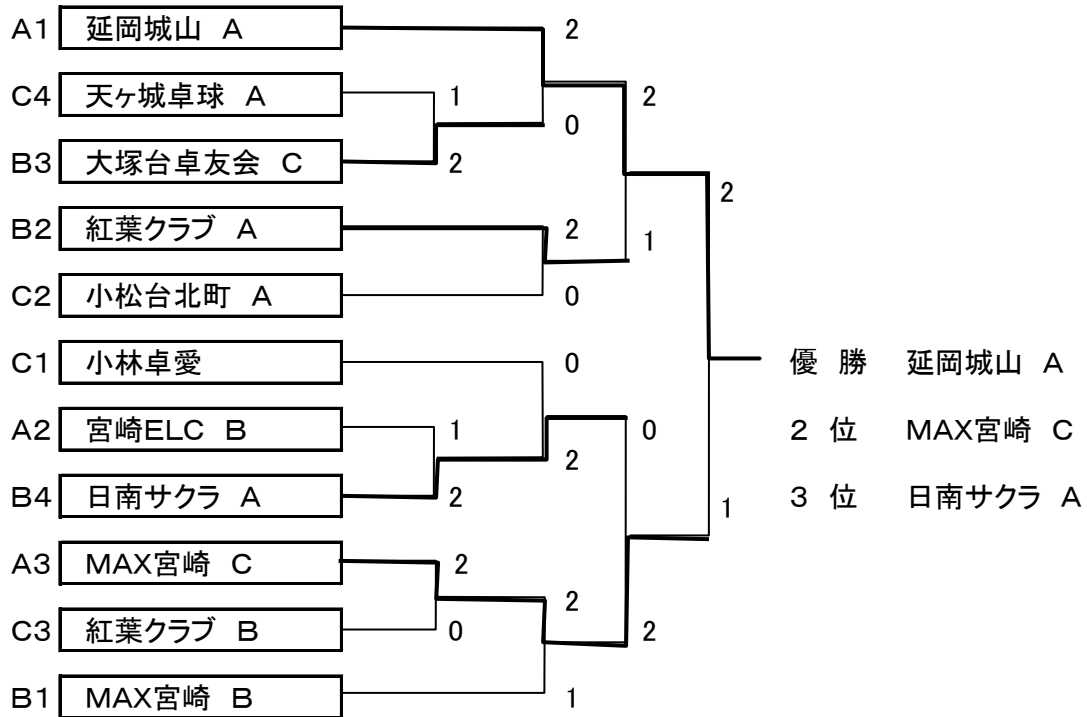 A1 延岡城山 A 2
C4 天ヶ城卓球 A 1 2
0
B3 大塚台卓友会 C 2
2
B2 紅葉クラブ A 2
1
C2 小松台北町 A 0
C1 小林卓愛 0
優 勝 延岡城山 A
A2 宮崎ELC B 1 0 2 位 MAX宮崎 C
2
B4 日南サクラ A 2 1 3 位 日南サクラ A
A3 MAX宮崎 C 2
2
C3 紅葉クラブ B 0 2
B1 MAX宮崎 B 1